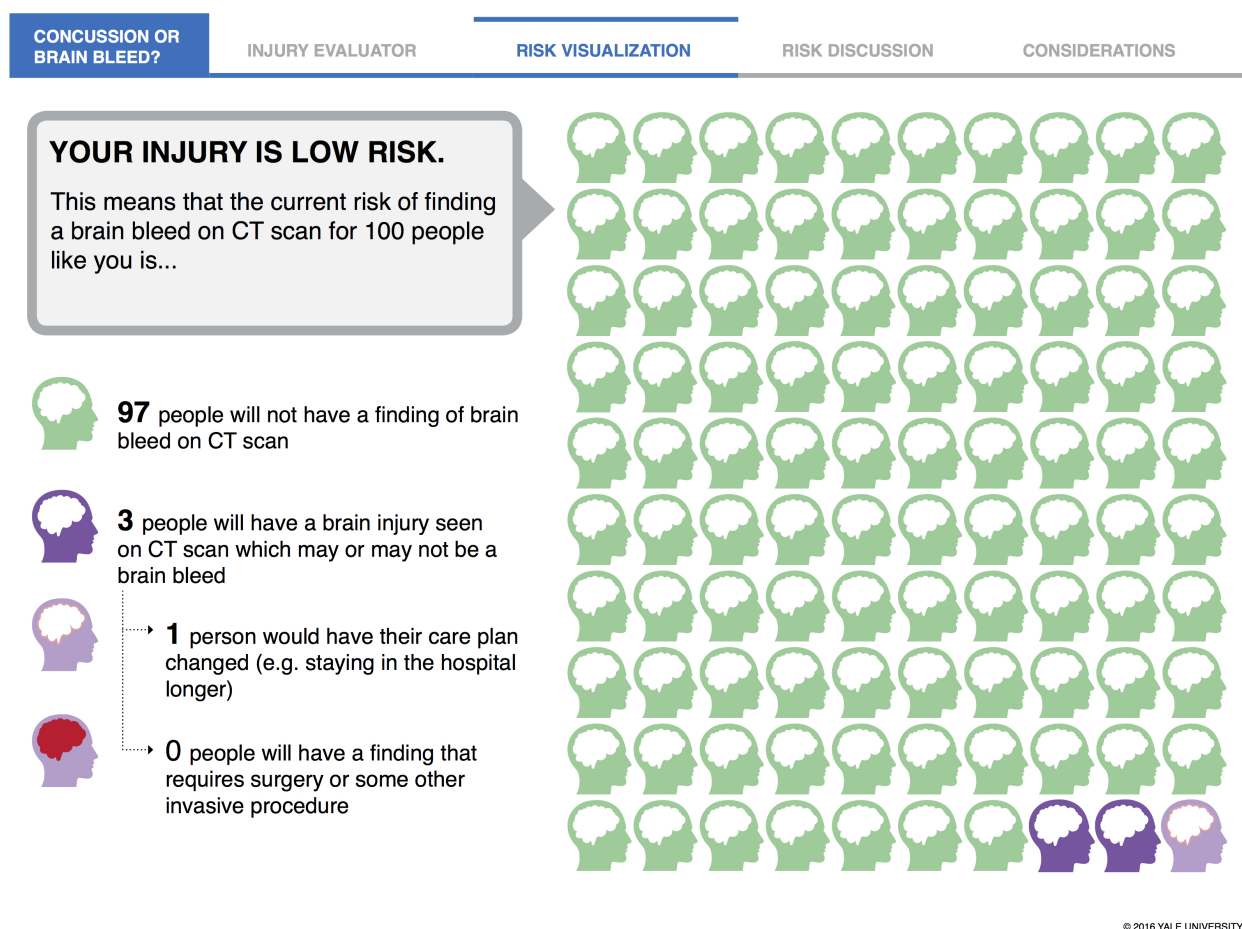 CONCUSSION OR
BRAIN BLEED?
INJURY EVALUATOR
RISK VISUALIZATION
RISK DISCUSSION
CONSIDERATIONS
YOUR INJURY IS LOW RISK.
This means that the current risk of finding
a brain bleed on CT scan for 100 people
like you is...
97 people will not have a finding of brain
bleed on CT scan
3 people will have a brain injury seen
on CT scan which may or may not be a
brain bleed
1 person would have their care plan
changed (e.g. staying in the hospital
longer)
0 people will have a finding that
requires surgery or some other
invasive procedure
© 2016 YALE UNIVERSITY